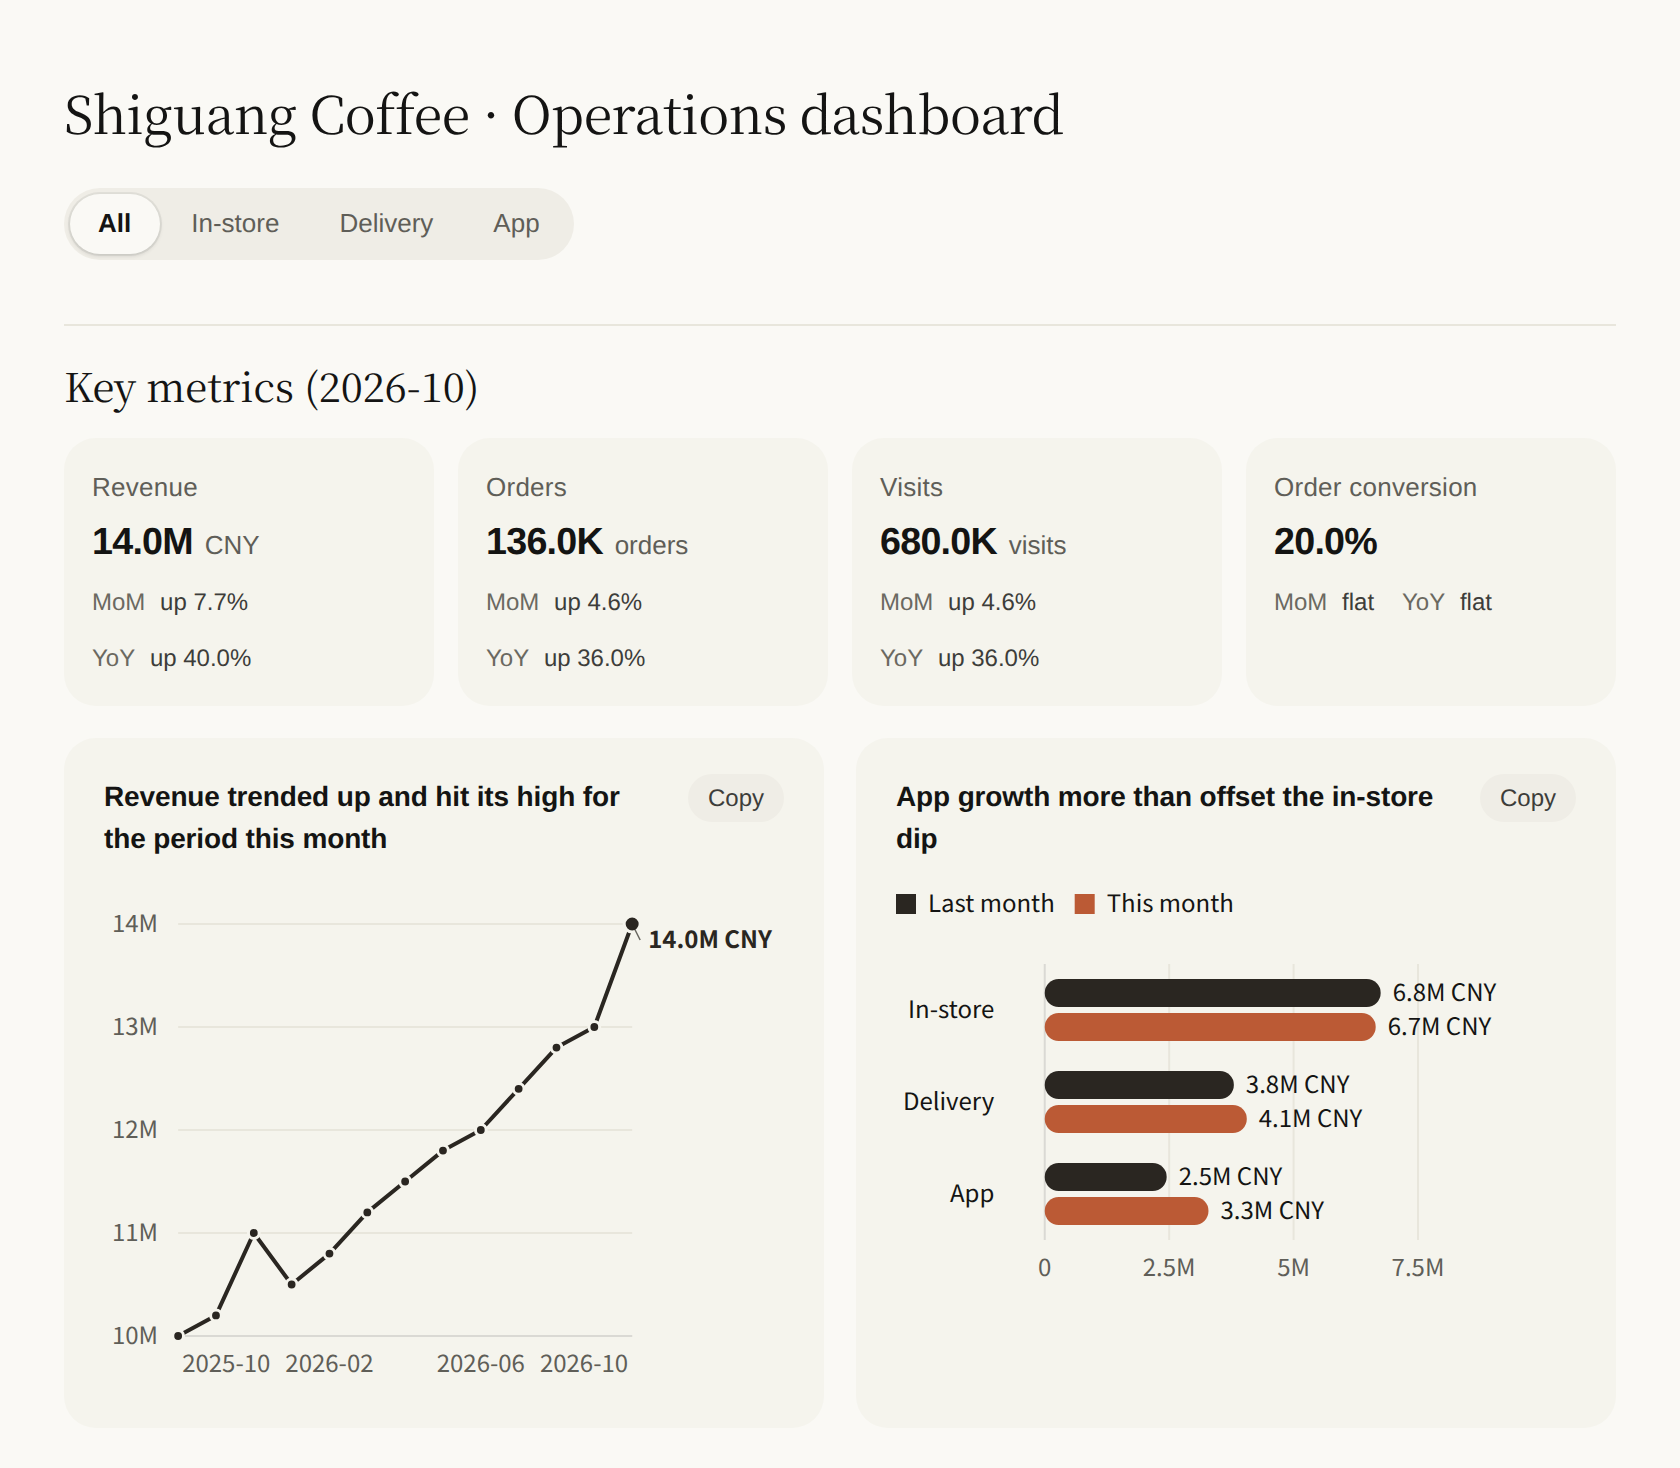 Shiguang Coffee · Operations dashboard
All In-store Delivery App
Key metrics (2026-10)
Revenue
14.0M CNY
MoM up 7.7%
YoY up 40.0%
Orders
136.0K orders
MoM up 4.6%
YoY up 36.0%
Visits
680.0K visits
MoM up 4.6%
YoY up 36.0%
Order conversion
20.0%
MoM flat YoY flat
Revenue trended up and hit its high for
the period this month
Copy
14M
14.0M CNY
13M
12M
11M
10M
2025-10 2026-02 2026-06 2026-10
App growth more than offset the in-store
dip
Copy
Last month This month
In-store
6.8M CNY
6.7M CNY
Delivery
3.8M CNY
4.1M CNY
App
2.5M CNY
3.3M CNY
0 2.5M 5M 7.5M